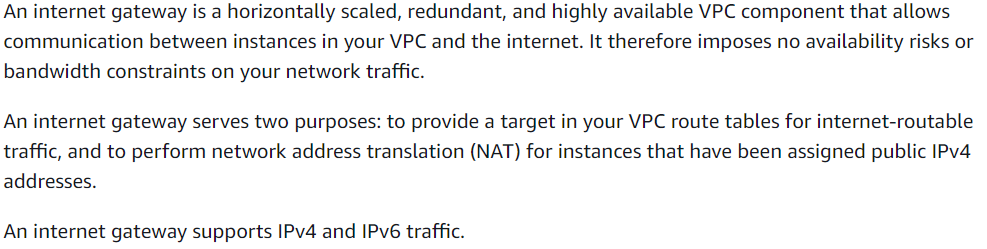 An internet gateway is a horizontally scaled, redundant, and highly available VPC component that allows
communication between instances in your VPC and the internet. It therefore imposes no availability risks or
bandwidth constraints on your network traffic.
An internet gateway serves two purposes: to provide a target in your VPC route tables for internet-routable
traffic, and to perform network address translation (NAT) for instances that have been assigned public IPv4
addresses.
An internet gateway supports IPv4 and IPv6 traffic.